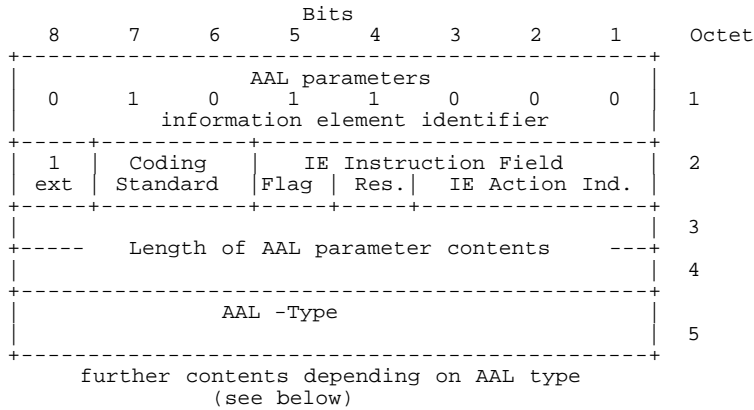 Bits
8 7 6 5 4 3 2 1 Octet
AAL parameters
0 1 0 1 1 0 0 0 1
information element identifier
1 Coding IE Instruction Field 2
ext Standard Flag Res. IE Action Ind.
3
Length of AAL parameter contents
4
AAL -Type
5
further contents depending on AAL type
(see below)